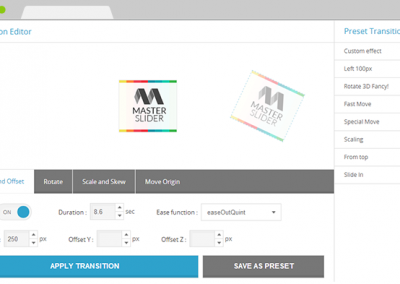 on Editor
Preset Transition
Custom effect
Left 100px
Rotate 3D Fancy!
Fast Move
Special Move
Scaling
From top
Slide In
MASTER
SLIDER
MASTER
SLIDER
nd Offset
Rotate
Scale and Skew
Move Origin
ON
Duration : 8.6 sec
Ease function : easeOutQuint
: 250 px
Offset Y : px
Offset Z : px
APPLY TRANSITION
SAVE AS PRESET